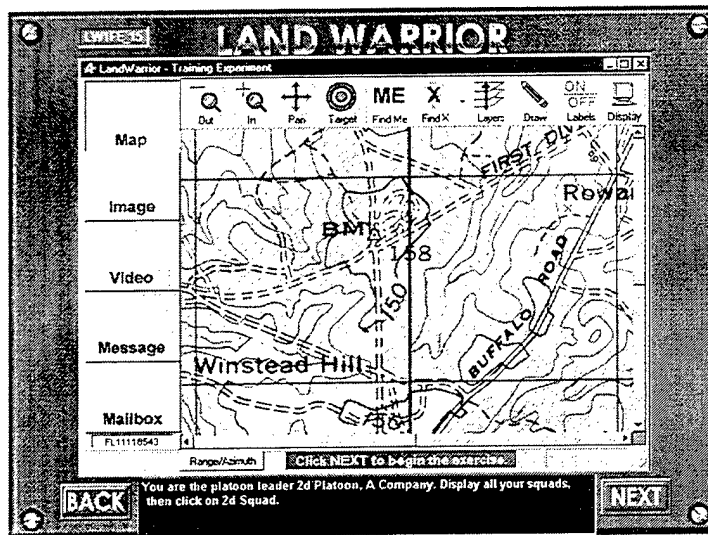 LWTFE 15
LAND WARRIOR
LandWarrior - Training Experiment
Out
In
Pan
Target
ME
Find Me
X
Find X
Layers
Draw
ON
OFF
Labels
Display
Map
Image
Video
Message
Mailbox
FIRST DIV
Rowan
BM
158
150
BUFFALO ROAD
Winstead Hill
FL11118543
Range/Azimuth
Click NEXT to begin the exercise.
BACK
You are the platoon leader 2d Platoon, A Company. Display all your squads,
then click on 2d Squad.
NEXT